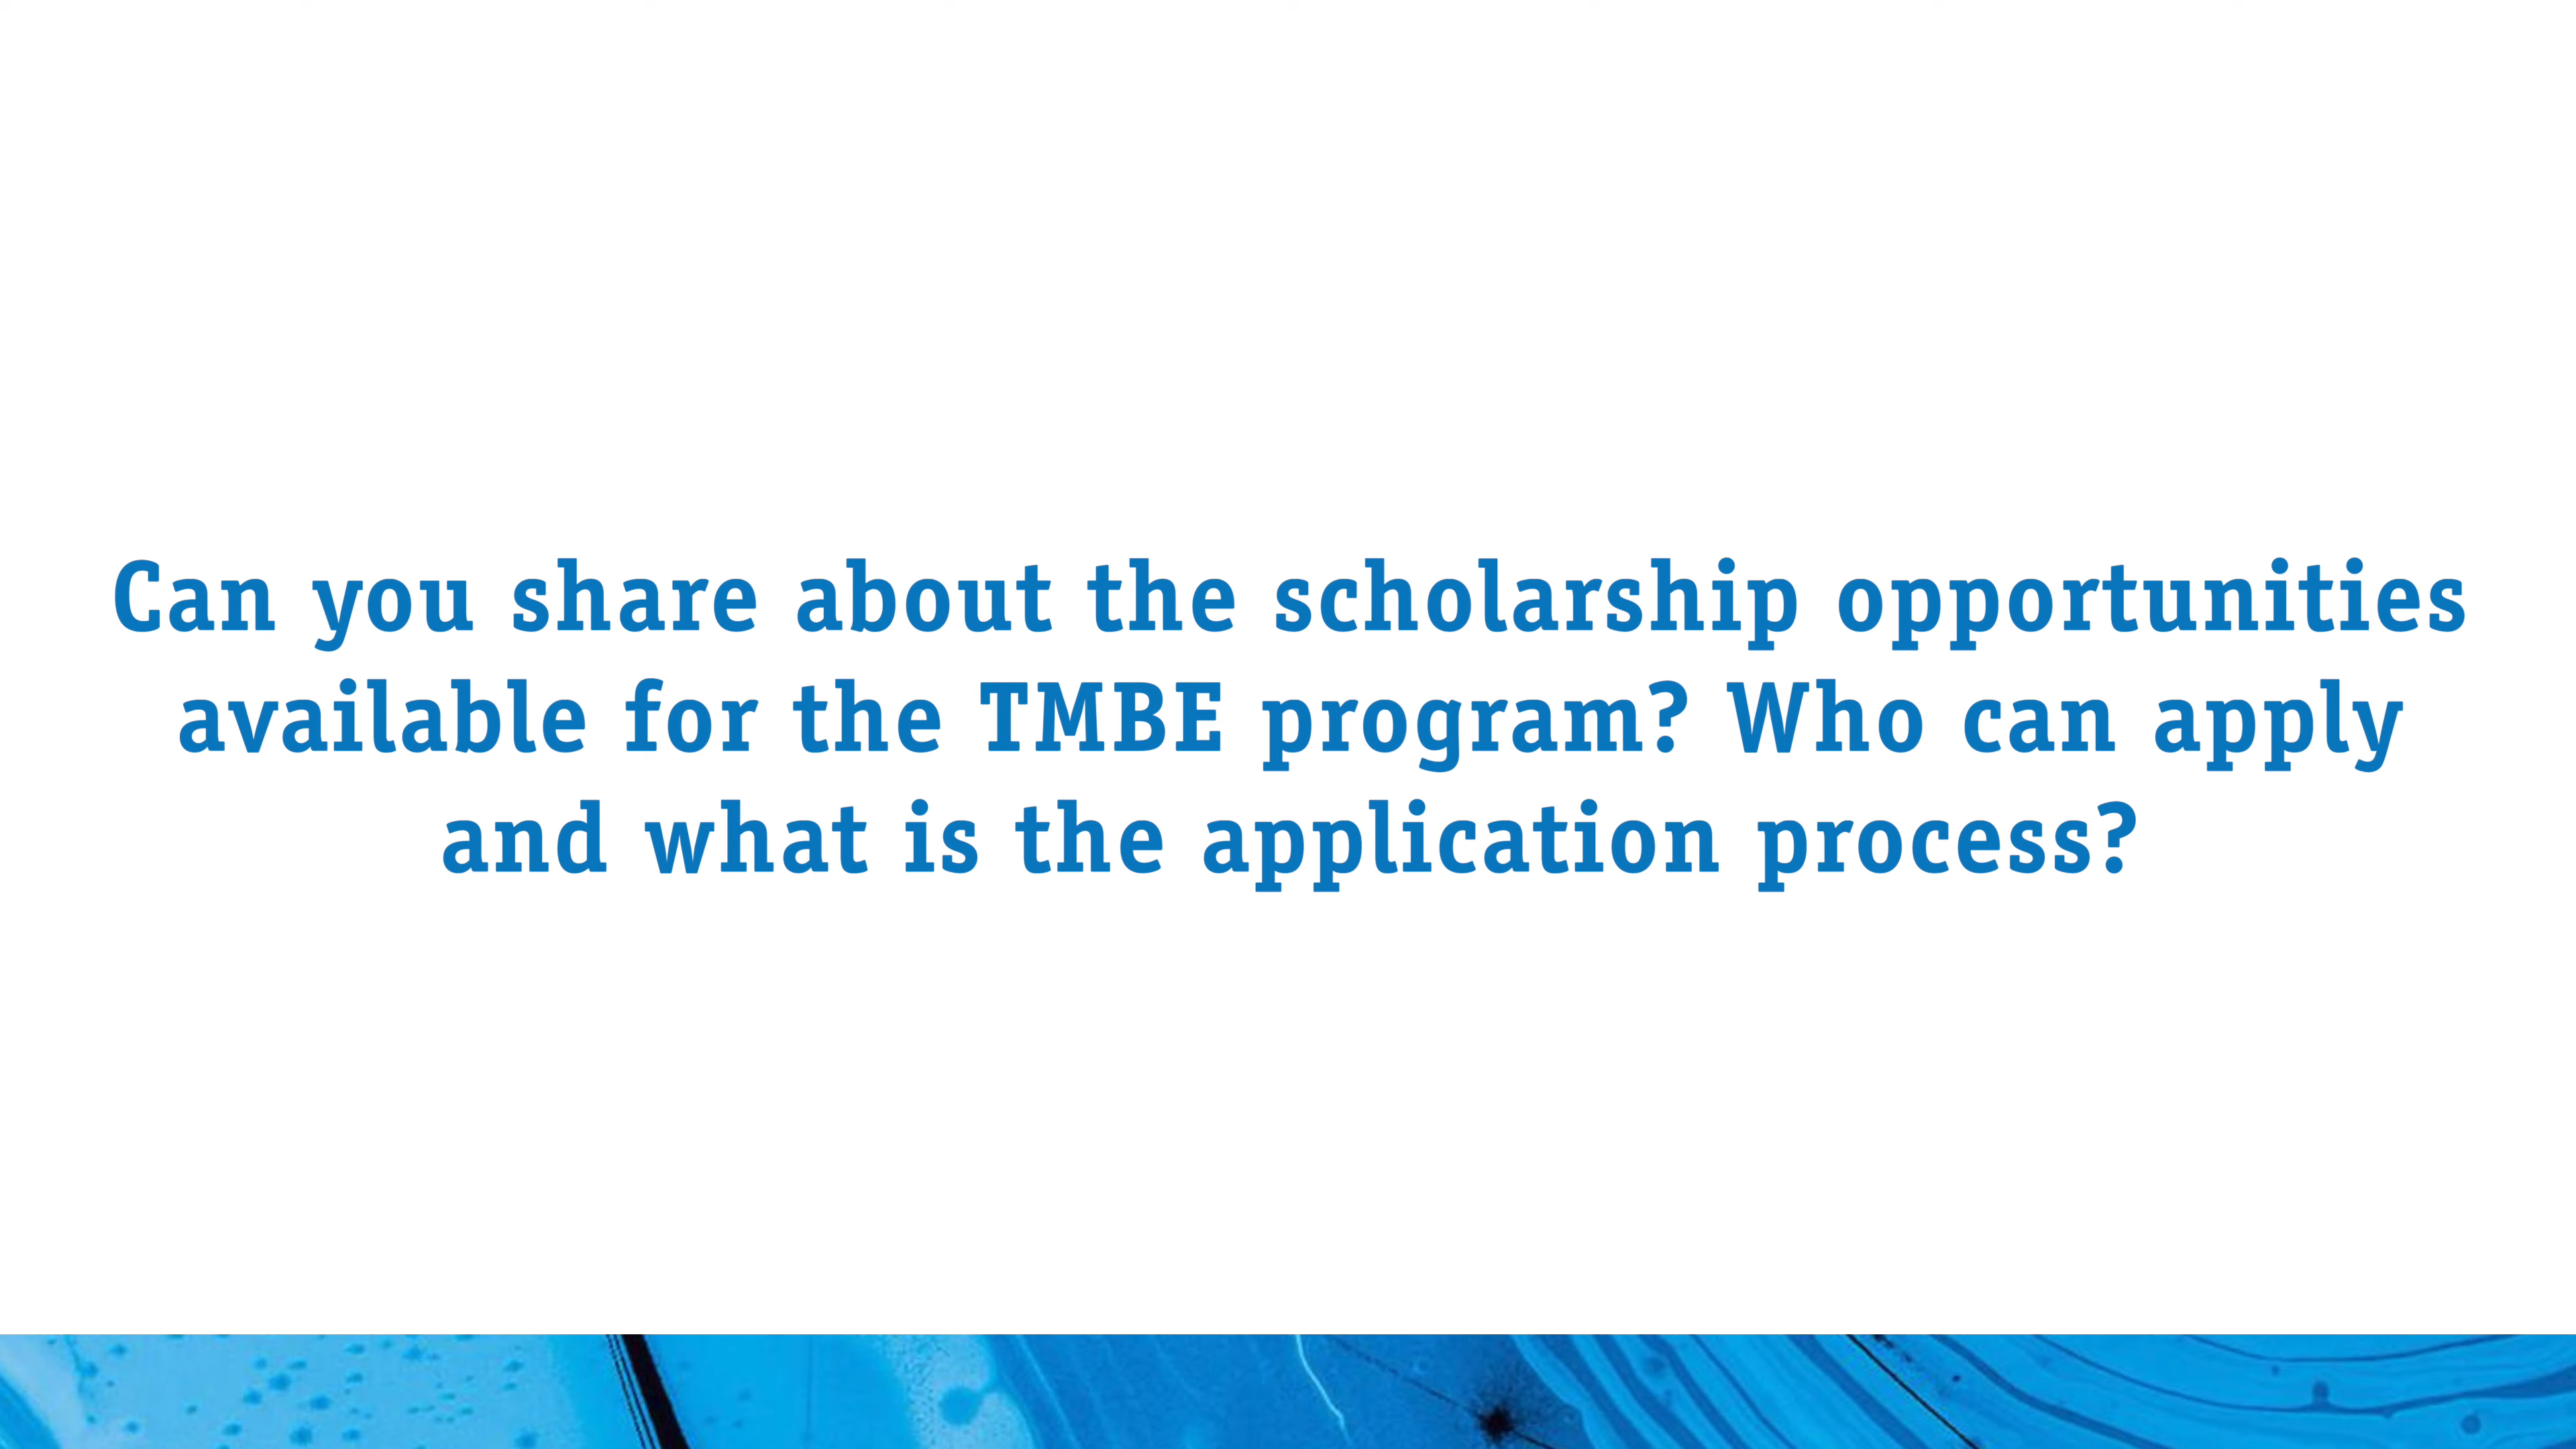 Can you share about the scholarship opportunities
available for the TMBE program? Who can apply
and what is the application process?